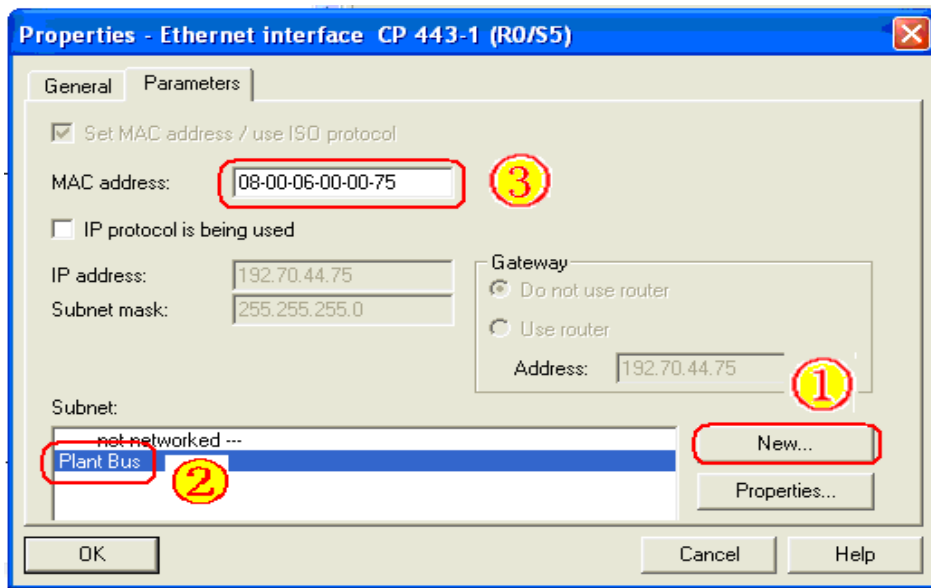 Properties - Ethernet interface CP 443-1 (R0/S5)
General
Parameters
Set MAC address / use ISO protocol
MAC address:
08-00-06-00-00-75
3
IP protocol is being used
IP address:
192.70.44.75
Subnet mask:
255.255.255.0
Gateway
Do not use router
Use router
Address:
192.70.44.75
1
Subnet:
not networked ---
Plant Bus
2
New...
Properties...
OK
Cancel
Help